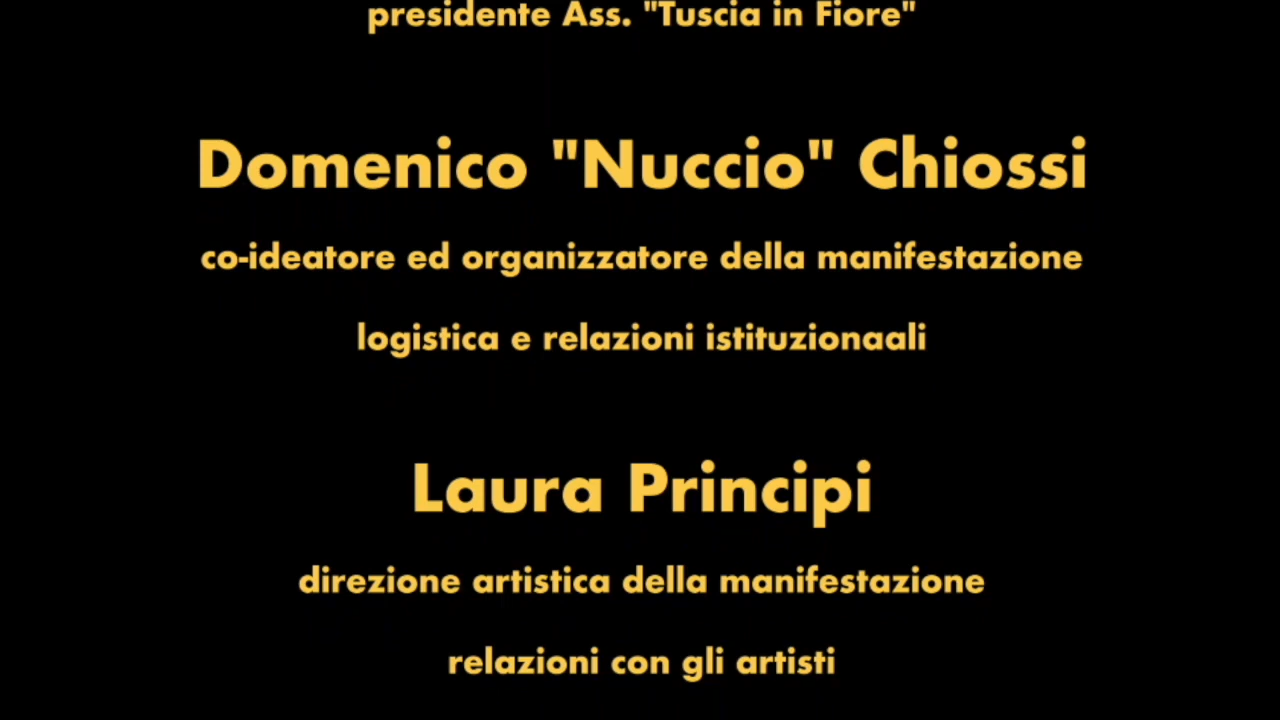 presidente Ass. "Tuscia in Fiore"
Domenico "Nuccio" Chiossi
co-ideatore ed organizzatore della manifestazione
logistica e relazioni istituzionaali
Laura Principi
direzione artistica della manifestazione
relazioni con gli artisti